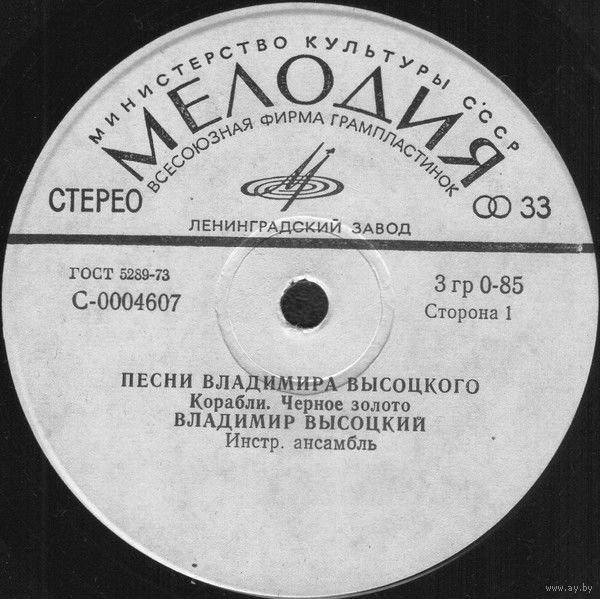 МИНИСТЕРСТВО КУЛЬТУРЫ СССР
МЕЛОДИЯ
ВСЕСОЮЗНАЯ ФИРМА ГРАМПЛАСТИНОК
СТЕРЕО
33
ЛЕНИНГРАДСКИЙ ЗАВОД
ГОСТ 5289-73
С-0004607
3 гр 0-85
Сторона 1
ПЕСНИ ВЛАДИМИРА ВЫСОЦКОГО
Корабли. Черное золото
ВЛАДИМИР ВЫСОЦКИЙ
Инстр. ансамбль
www.ay.by